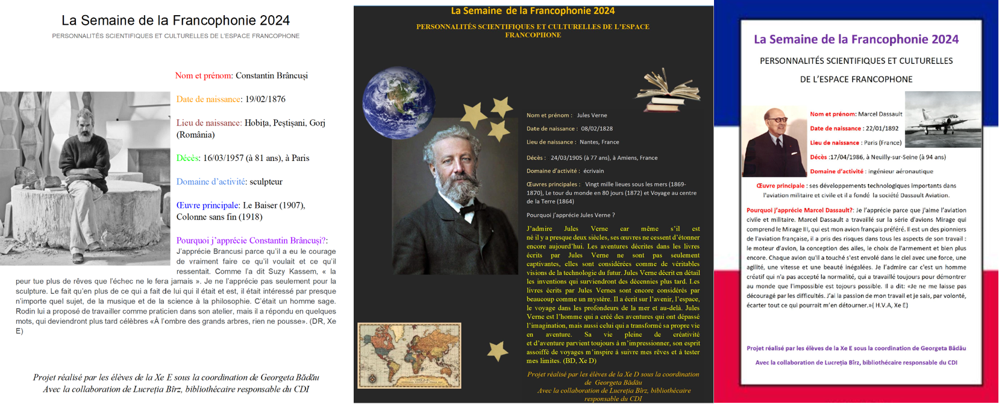 La Semaine de la Francophonie 2024
PERSONNALITÉS SCIENTIFIQUES ET CULTURELLES DE L'ESPACE FRANCOPHONE
Nom et prénom: Constantin Brâncuși
Date de naissance: 19/02/1876
Lieu de naissance: Hobița, Peștișani, Gorj
(România)
Décès: 16/03/1957 (à 81 ans), à Paris
Domaine d'activité: sculpteur
Œuvre principale: Le Baiser (1907),
Colonne sans fin (1918)
Pourquoi j'apprécie Constantin Brâncuși?:
J'apprécie Brancusi parce qu'il a eu le courage
de vraiment faire ce qu'il voulait et ce qu'il
ressentait. Comme l'a dit Suzy Kassem, « la
peur tue plus de rêves que l'échec ne le fera jamais ». Je ne l'apprécie pas seulement pour la
sculpture. Le fait qu'en plus de ce qui a fait de lui qui il était et est, il était intéressé par presque
n'importe quel sujet, de la musique et de la science à la philosophie. C'était un homme sage.
Rodin lui a proposé de travailler comme praticien dans son atelier, mais il a répondu en quelques
mots, qui deviendront plus tard célèbres «À l'ombre des grands arbres, rien ne pousse». (DR, Xe
E)
Projet réalisé par les élèves de la Xe E sous la coordination de Georgeta Bădău
Avec la collaboration de Lucreția Bîrz, bibliothécaire responsable du CDI
La Semaine de la Francophonie 2024
PERSONNALITÉS SCIENTIFIQUES ET CULTURELLES DE L'ESPACE
FRANCOPHONE
Nom et prénom : Jules Verne
Date de naissance : 08/02/1828
Lieu de naissance : Nantes, France
Décès : 24/03/1905 (à 77 ans), à Amiens, France
Domaine d'activité : écrivain
Œuvres principales : Vingt mille lieues sous les mers (1869-
1870), Le tour du monde en 80 jours (1872) et Voyage au centre
de la Terre (1864)
Pourquoi j'apprécie Jules Verne ?
J'admire Jules Verne car même s'il est
né il y a presque deux siècles, ses œuvres ne cessent d'étonner
encore aujourd'hui. Les aventures décrites dans les livres
écrits par Jules Verne ne sont pas seulement
captivantes, elles sont considérées comme de véritables
visions de la technologie du futur. Jules Verne décrit en détail
les inventions qui surviendront des décennies plus tard. Les
livres écrits par Jules Vernes sont encore considérés par
beaucoup comme un mystère. Il a écrit sur l'avenir, l'espace,
le voyage dans les profondeurs de la mer et au-delà. Jules
Verne est l'homme qui a créé des aventures qui ont dépassé
l'imagination, mais aussi celui qui a transformé sa propre vie
en aventure. Sa vie pleine de créativité
et d'aventure parvient toujours à m'impressionner, son esprit
assoiffé de voyages m'inspire à suivre mes rêves et à tester
mes limites. (BD, Xe D)
Projet réalisé par les élèves de la Xe D sous la coordination
de Georgeta Bădău
Avec la collaboration de Lucreția Bîrz, bibliothécaire
responsable du CDI
La Semaine de la Francophonie 2024
PERSONNALITÉS SCIENTIFIQUES ET CULTURELLES
DE L'ESPACE FRANCOPHONE
Nom et prénom: Marcel Dassault
Date de naissance : 22/01/1892
Lieu de naissance : Paris (France)
Décès :17/04/1986, à Neuilly-sur-Seine (à 94 ans)
Domaine d'activité : ingénieur aéronautique
Œuvre principale : ses développements technologiques importants dans
l'aviation militaire et civile et il a fondé la société Dassault Aviation.
Pourquoi j'apprécie Marcel Dassault?: Je l'apprécie parce que j'aime l'aviation
civile et militaire. Marcel Dassault a travaillé sur la série d'avions Mirage qui
comprend le Mirage III, qui est mon avion français préféré. Il est un des pionniers
de l'aviation française, il a pris des risques dans tous les aspects de son travail :
le moteur d'avion, la conception des ailes, le choix de l'armement et bien plus
encore. Chaque avion qu'il a touché s'est envolé dans le ciel avec une force, une
agilité, une vitesse et une beauté inégalées. Je l'admire car c'est un homme
créatif qui n'a pas accepté la normalité, qui a travaillé toujours pour démontrer
au monde que l'impossible est tojours possible. Il a dit: «Je ne me laisse pas
découragé par les difficultés. J'ai la passion de mon travail et je sais, par volonté,
écarter tout ce qui pourrait m'en détourner.»( H.V.A, Xe E)
Projet réalisé par les élèves de la Xe E sous la coordination de Georgeta Bădău
Avec la collaboration de Lucreția Bîrz, bibliothécaire responsable du CDI